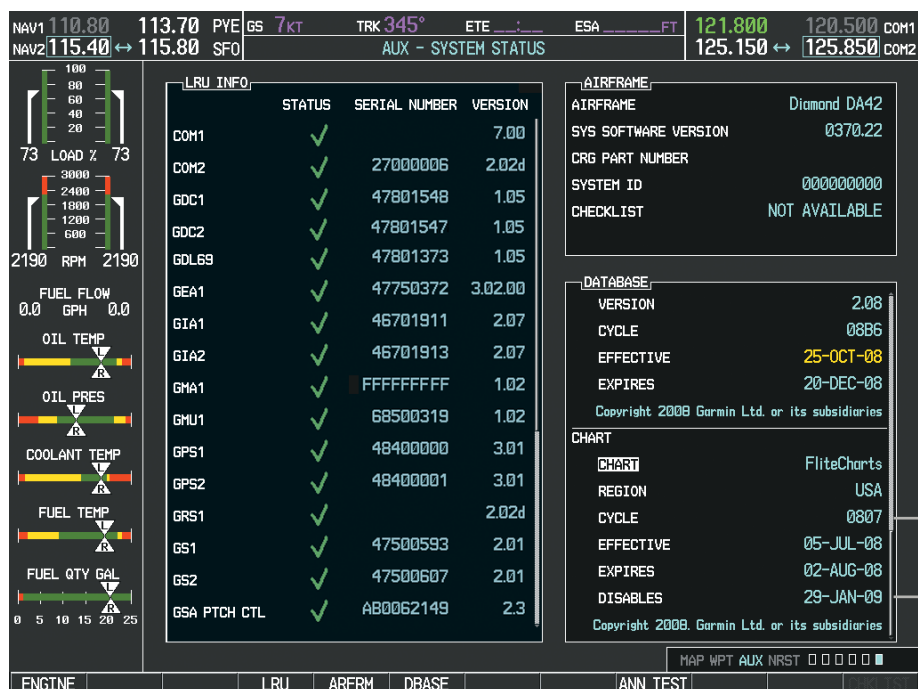 NAV1 110.80 113.70 PYE GS 7KT TRK 345° ETE __:__ ESA ______FT 121.800 120.500 COM1
NAV2 115.40 ↔ 115.80 SFO AUX - SYSTEM STATUS 125.150 ↔ 125.850 COM2
100
80
60
40
20
73 LOAD % 73
3000
2400
1800
1200
600
2190 RPM 2190
FUEL FLOW
0.0 GPH 0.0
OIL TEMP
L
R
OIL PRES
L
R
COOLANT TEMP
L
R
FUEL TEMP
L
R
FUEL QTY GAL
L
R
0 5 10 15 20 25
LRU INFO
STATUS SERIAL NUMBER VERSION
COM1 ✓ 7.00
COM2 ✓ 27000006 2.02d
GDC1 ✓ 47801548 1.05
GDC2 ✓ 47801547 1.05
GDL69 ✓ 47801373 1.05
GEA1 ✓ 47750372 3.02.00
GIA1 ✓ 46701911 2.07
GIA2 ✓ 46701913 2.07
GMA1 ✓ FFFFFFFFF 1.02
GMU1 ✓ 68500319 1.02
GPS1 ✓ 48400000 3.01
GPS2 ✓ 48400001 3.01
GRS1 ✓ 2.02d
GS1 ✓ 47500593 2.01
GS2 ✓ 47500607 2.01
GSA PTCH CTL ✓ AB0062149 2.3
AIRFRAME
AIRFRAME Diamond DA42
SYS SOFTWARE VERSION 0370.22
CRG PART NUMBER
SYSTEM ID 000000000
CHECKLIST NOT AVAILABLE
DATABASE
VERSION 2.08
CYCLE 08B6
EFFECTIVE 25-OCT-08
EXPIRES 20-DEC-08
Copyright 2008 Garmin Ltd. or its subsidiaries
CHART
CHART FliteCharts
REGION USA
CYCLE 0807
EFFECTIVE 05-JUL-08
EXPIRES 02-AUG-08
DISABLES 29-JAN-09
Copyright 2008. Garmin Ltd. or its subsidiaries
MAP WPT AUX NRST
ENGINE LRU ARFRM DBASE ANN TEST CHKLIST